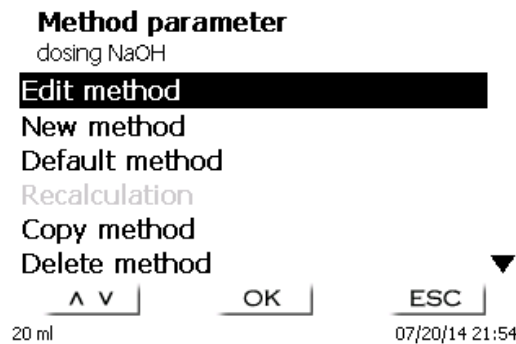 Method parameter
dosing NaOH
Edit method
New method
Default method
Recalculation
Copy method
Delete method
∧ ∨ OK ESC
20 ml 07/20/14 21:54